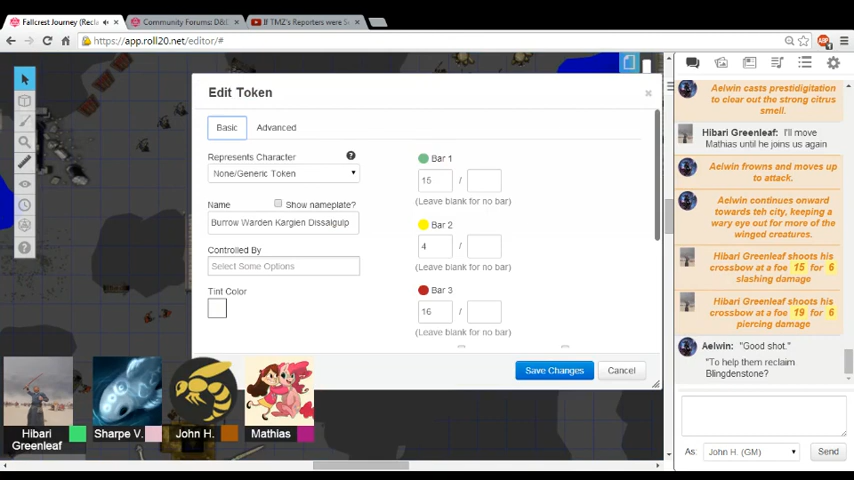 Fallcrest Journey (Recla
Community Forums: D&D
If TMZ's Reporters were S
https://app.roll20.net/editor/#
ABP
Edit Token
×
Basic
Advanced
Represents Character
?
None/Generic Token
Name
Show nameplate?
Burrow Warden Kargien Dissalgulp
Controlled By
Select Some Options
Tint Color
Bar 1
15 /
(Leave blank for no bar)
Bar 2
4 /
(Leave blank for no bar)
Bar 3
16 /
(Leave blank for no bar)
Save Changes
Cancel
Hibari Greenleaf
Sharpe V.
John H.
Mathias
Aelwin casts prestidigitation
to clear out the strong citrus
smell.
Hibari Greenleaf: I'll move
Mathias until he joins us again
Aelwin frowns and moves up
to attack.
Aelwin continues onward
towards teh city, keeping a
wary eye out for more of the
winged creatures.
Hibari Greenleaf shoots his
crossbow at a foe 15 for 6
slashing damage
Hibari Greenleaf shoots his
crossbow at a foe 19 for 6
piercing damage
Aelwin: "Good shot."
"To help them reclaim
Blingdenstone?
As:
John H. (GM)
Send